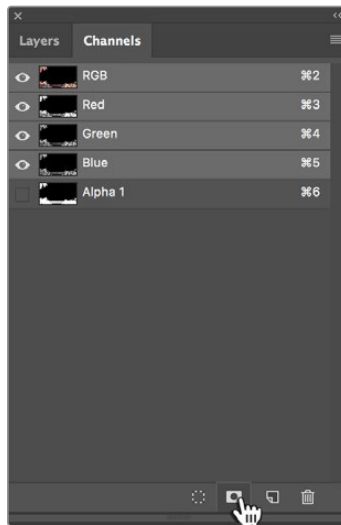 Layers Channels
RGB ⌘2
Red ⌘3
Green ⌘4
Blue ⌘5
Alpha 1 ⌘6